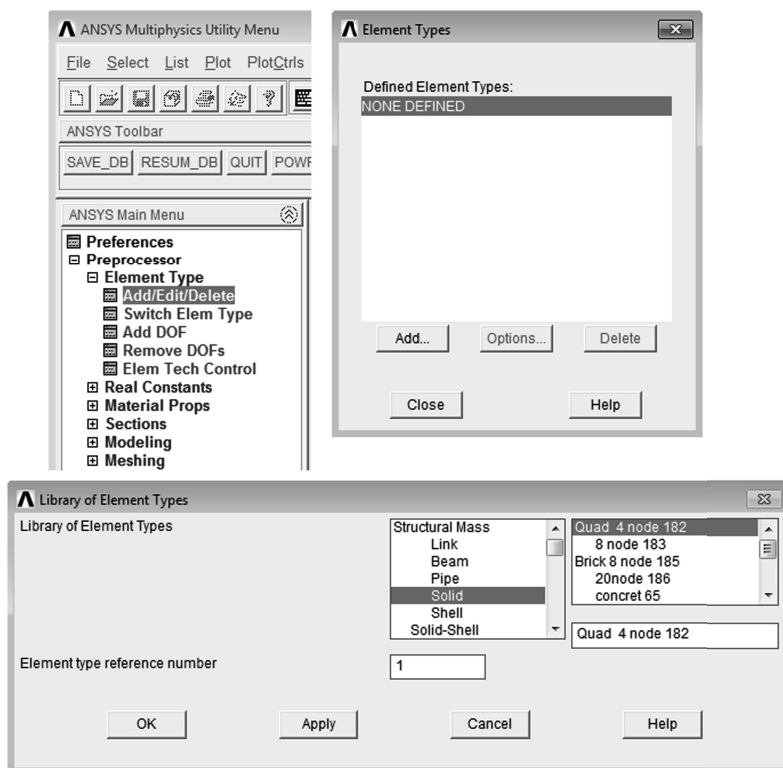 ANSYS Multiphysics Utility Menu
File Select List Plot PlotCtrls
ANSYS Toolbar
SAVE_DB RESUM_DB QUIT POWR
ANSYS Main Menu
Preferences
Preprocessor
Element Type
Add/Edit/Delete
Switch Elem Type
Add DOF
Remove DOFs
Elem Tech Control
Real Constants
Material Props
Sections
Modeling
Meshing
Element Types
Defined Element Types:
NONE DEFINED
Add... Options... Delete
Close Help
Library of Element Types
Library of Element Types
Structural Mass
Link
Beam
Pipe
Solid
Shell
Solid-Shell
Quad 4 node 182
8 node 183
Brick 8 node 185
20node 186
concret 65
Quad 4 node 182
Element type reference number
1
OK Apply Cancel Help